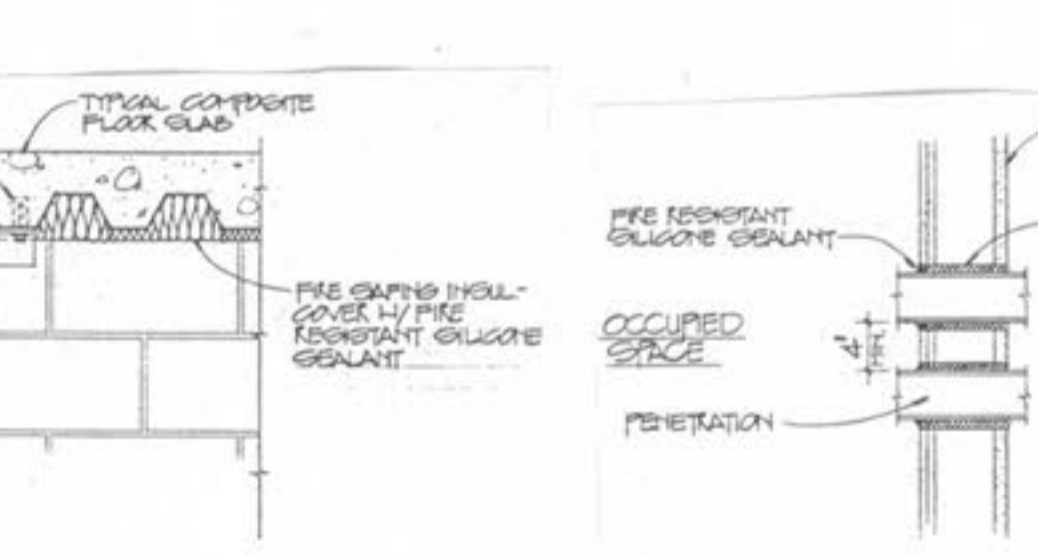 TYPICAL COMPOSITE
FLOOR SLAB
FIRE SAFING INSUL-
COVER W/ FIRE
RESISTANT SILICONE
SEALANT
FIRE RESISTANT
SILICONE SEALANT
OCCUPIED
SPACE
4"
MIN.
PENETRATION